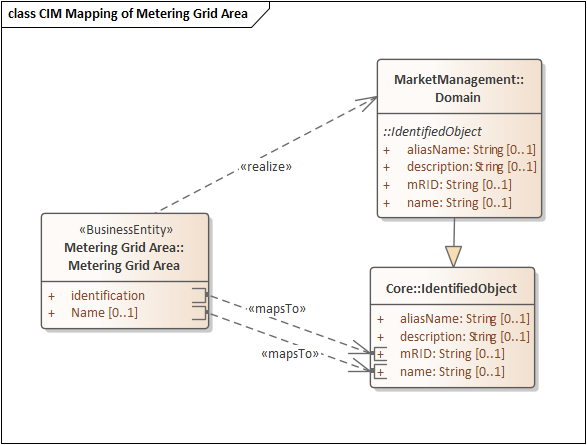 class CIM Mapping of Metering Grid Area
MarketManagement::
Domain
::IdentifiedObject
+ aliasName: String [0..1]
+ description: String [0..1]
+ mRID: String [0..1]
+ name: String [0..1]
«realize»
«BusinessEntity»
Metering Grid Area::
Metering Grid Area
+ identification
+ Name [0..1]
«mapsTo»
«mapsTo»
Core::IdentifiedObject
+ aliasName: String [0..1]
+ description: String [0..1]
+ mRID: String [0..1]
+ name: String [0..1]